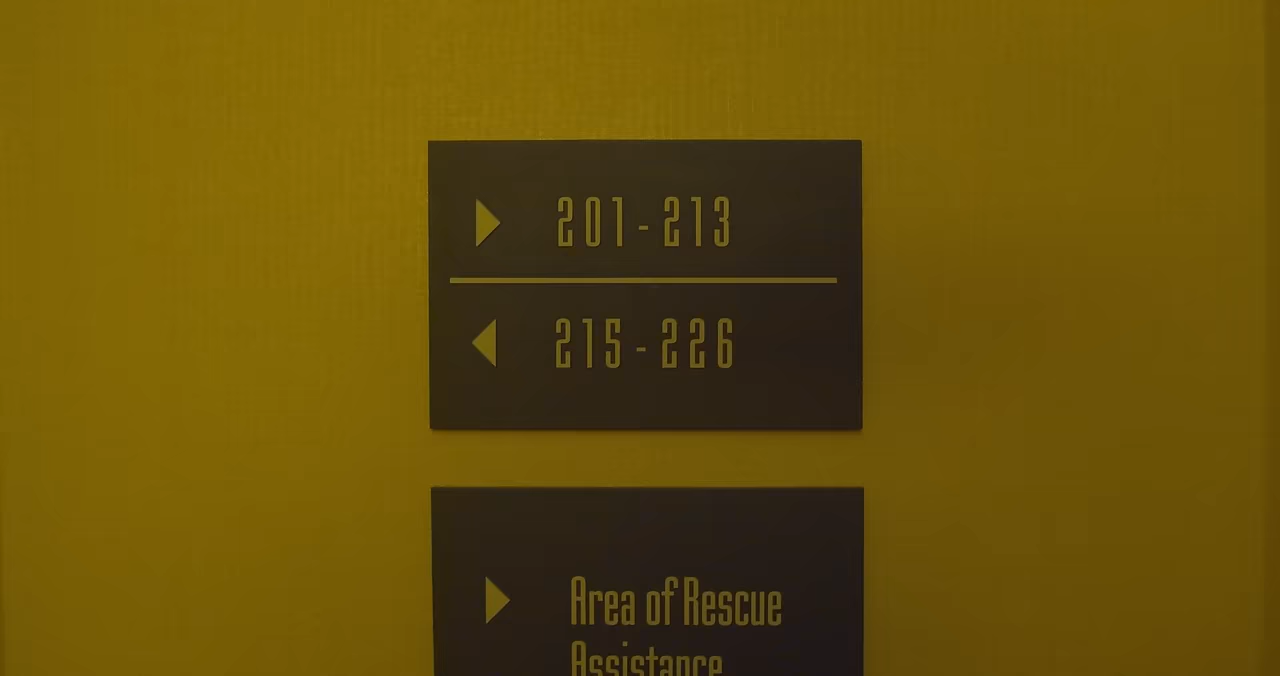 201 - 213
215 - 226
Area of Rescue
Assistance